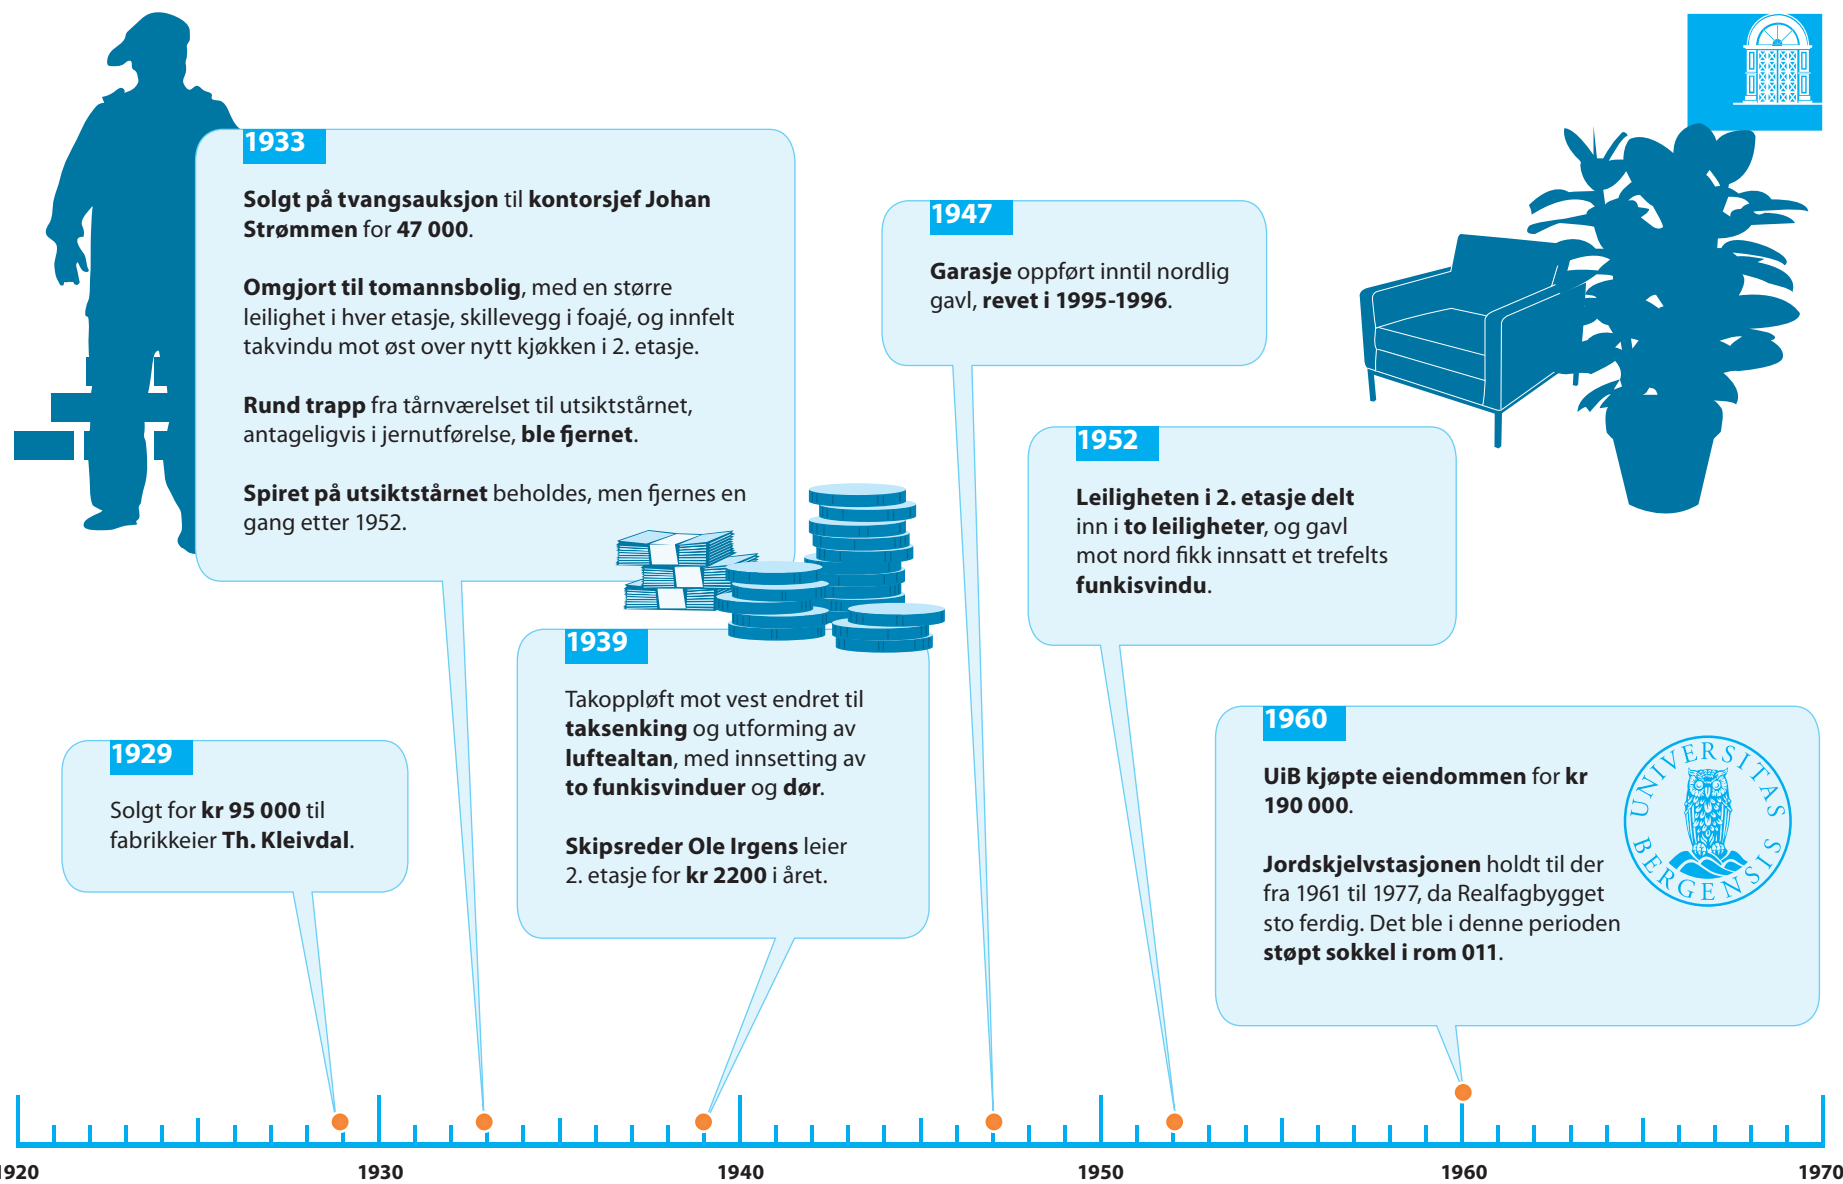 1933
Solgt på tvangsauksjon til kontorsjef Johan
Strømmen for 47 000.
Omgjort til tomannsbolig, med en større
leilighet i hver etasje, skillevegg i foajé, og innfelt
takvindu mot øst over nytt kjøkken i 2. etasje.
Rund trapp fra tårnværelset til utsiktstårnet,
antageligvis i jernutførelse, ble fjernet.
Spiret på utsiktstårnet beholdes, men fjernes en
gang etter 1952.
1947
Garasje oppført inntil nordlig
gavl, revet i 1995-1996.
1952
Leiligheten i 2. etasje delt
inn i to leiligheter, og gavl
mot nord fikk innsatt et trefelts
funkisvindu.
1939
Takoppløft mot vest endret til
taksenking og utforming av
luftealtan, med innsetting av
to funkisvinduer og dør.
Skipsreder Ole Irgens leier
2. etasje for kr 2200 i året.
1929
Solgt for kr 95 000 til
fabrikkeier Th. Kleivdal.
1960
UiB kjøpte eiendommen for kr
190 000.
Jordskjelvstasjonen holdt til der
fra 1961 til 1977, da Realfagbygget
sto ferdig. Det ble i denne perioden
støpt sokkel i rom 011.
UNIVERSITAS
BERGENSIS
1920 1930 1940 1950 1960 1970